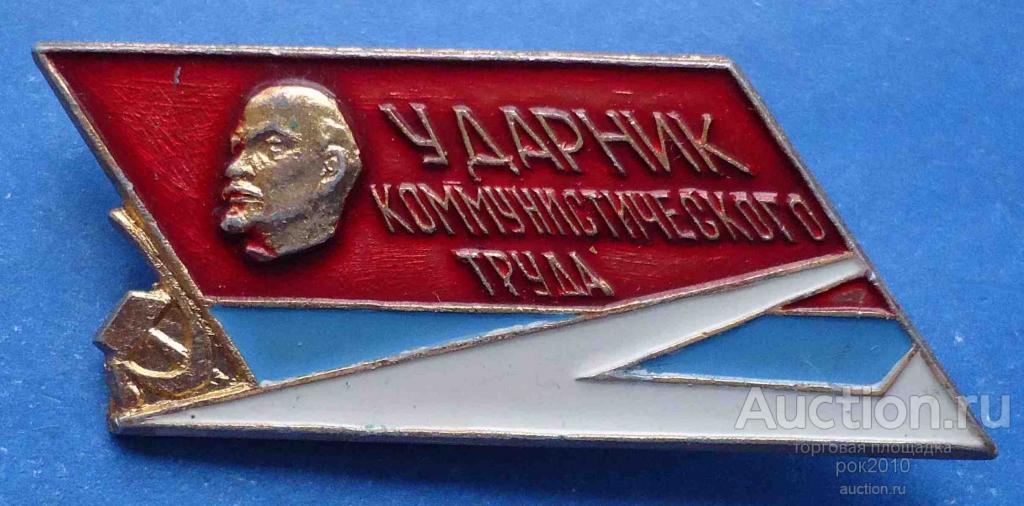 УДАРНИК
КОММУНИСТИЧЕСКОГО
ТРУДА
Auction.ru
торговая площадка
рок2010
auction.ru